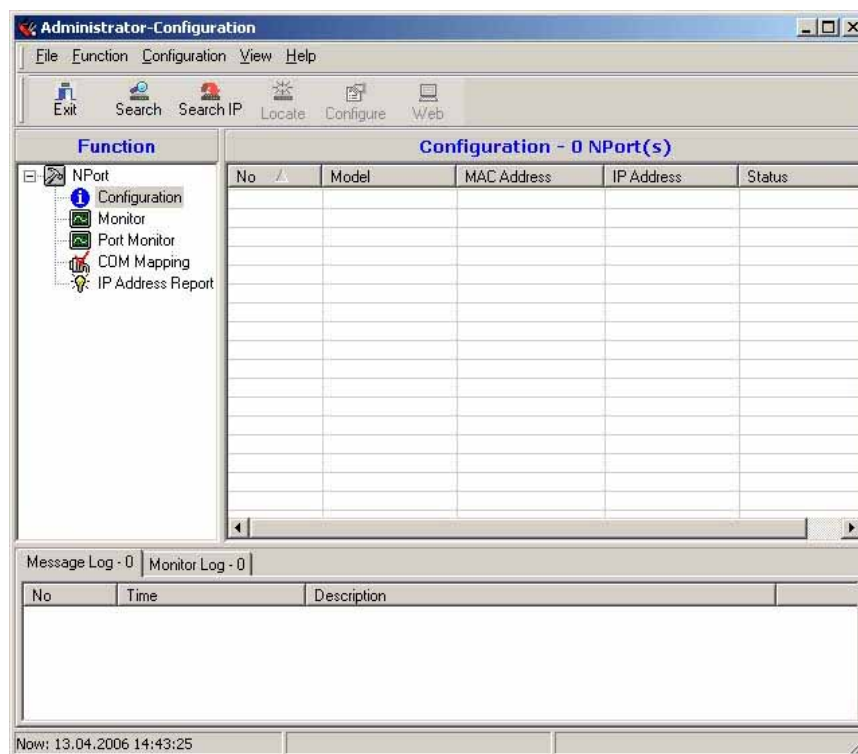 Administrator-Configuration
File Function Configuration View Help
Exit Search Search IP Locate Configure Web
Function
Configuration - 0 NPort(s)
NPort
Configuration
Monitor
Port Monitor
COM Mapping
IP Address Report
No Model MAC Address IP Address Status
Message Log - 0 Monitor Log - 0
No Time Description
Now: 13.04.2006 14:43:25